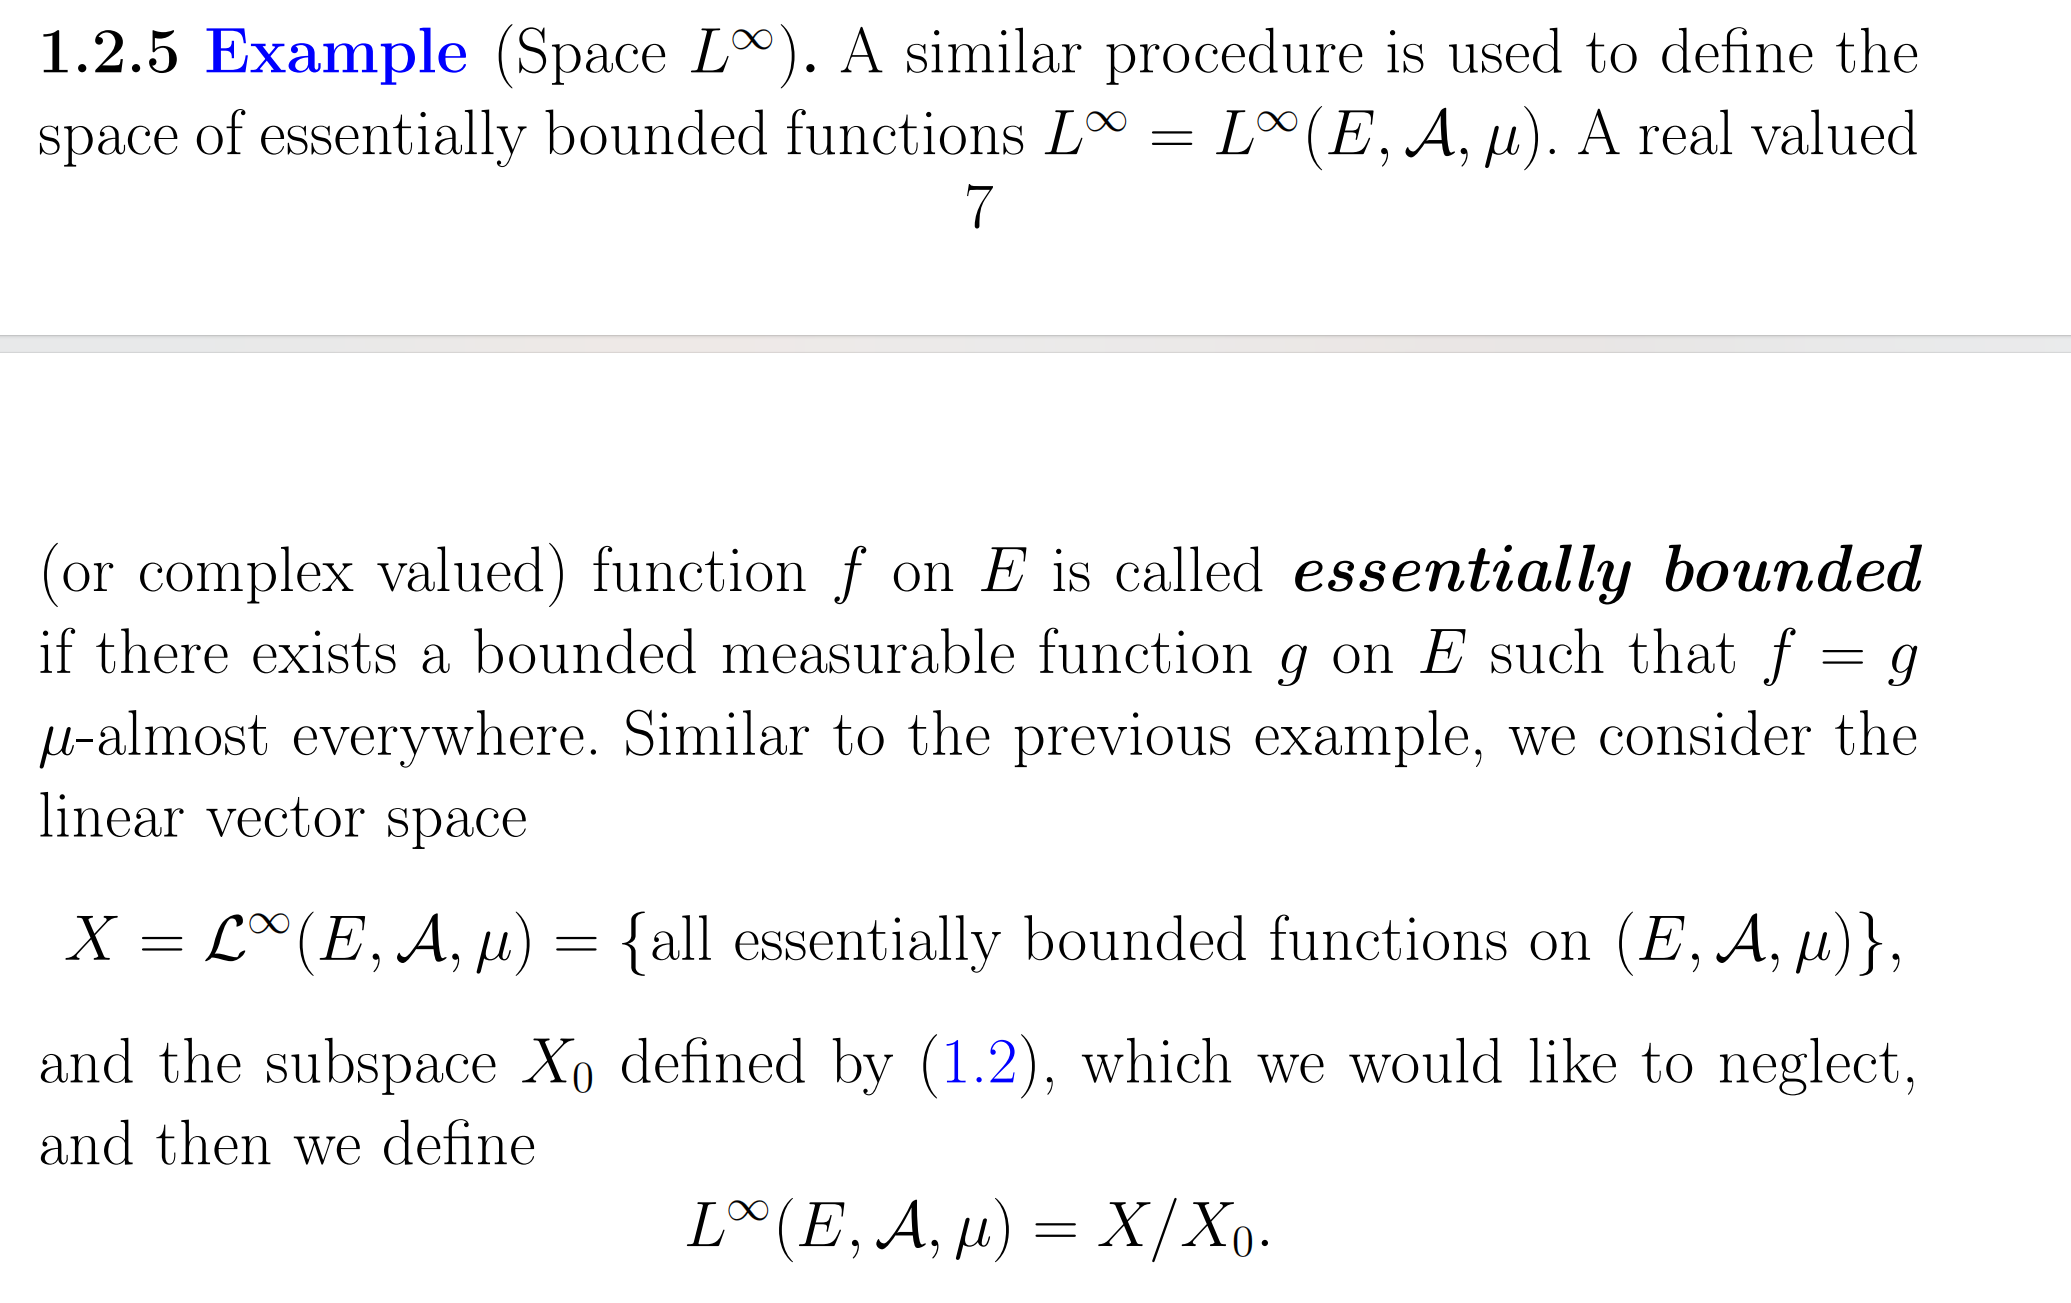 1.2.5 Example (Space L^∞). A similar procedure is used to define the
space of essentially bounded functions L^∞ = L^∞(E, 𝒜, μ). A real valued
7
(or complex valued) function f on E is called essentially bounded
if there exists a bounded measurable function g on E such that f = g
μ-almost everywhere. Similar to the previous example, we consider the
linear vector space
X = ℒ^∞(E, 𝒜, μ) = {all essentially bounded functions on (E, 𝒜, μ)},
and the subspace X₀ defined by (1.2), which we would like to neglect,
and then we define
L^∞(E, 𝒜, μ) = X/X₀.